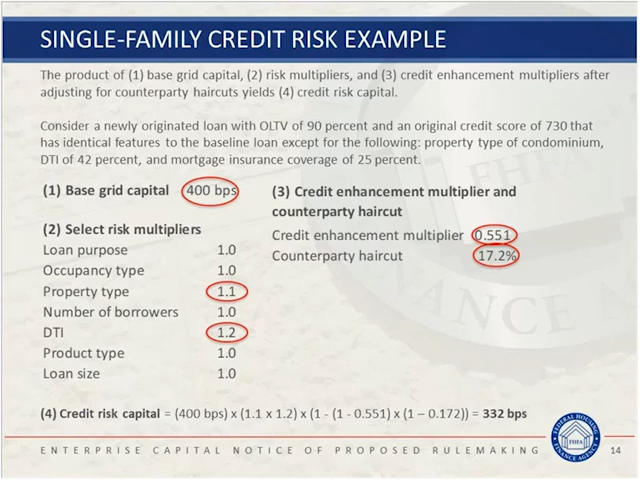 SINGLE-FAMILY CREDIT RISK EXAMPLE
The product of (1) base grid capital, (2) risk multipliers, and (3) credit enhancement multipliers after
adjusting for counterparty haircuts yields (4) credit risk capital.
Consider a newly originated loan with OLTV of 90 percent and an original credit score of 730 that
has identical features to the baseline loan except for the following: property type of condominium,
DTI of 42 percent, and mortgage insurance coverage of 25 percent.
(1) Base grid capital 400 bps
(2) Select risk multipliers
Loan purpose 1.0
Occupancy type 1.0
Property type 1.1
Number of borrowers 1.0
DTI 1.2
Product type 1.0
Loan size 1.0
(3) Credit enhancement multiplier and
counterparty haircut
Credit enhancement multiplier 0.551
Counterparty haircut 17.2%
(4) Credit risk capital = (400 bps) x (1.1 x 1.2) x (1 - (1 - 0.551) x (1 – 0.172)) = 332 bps
ENTERPRISE CAPITAL NOTICE OF PROPOSED RULEMAKING
FEDERAL HOUSING FINANCE AGENCY
FHFA
14